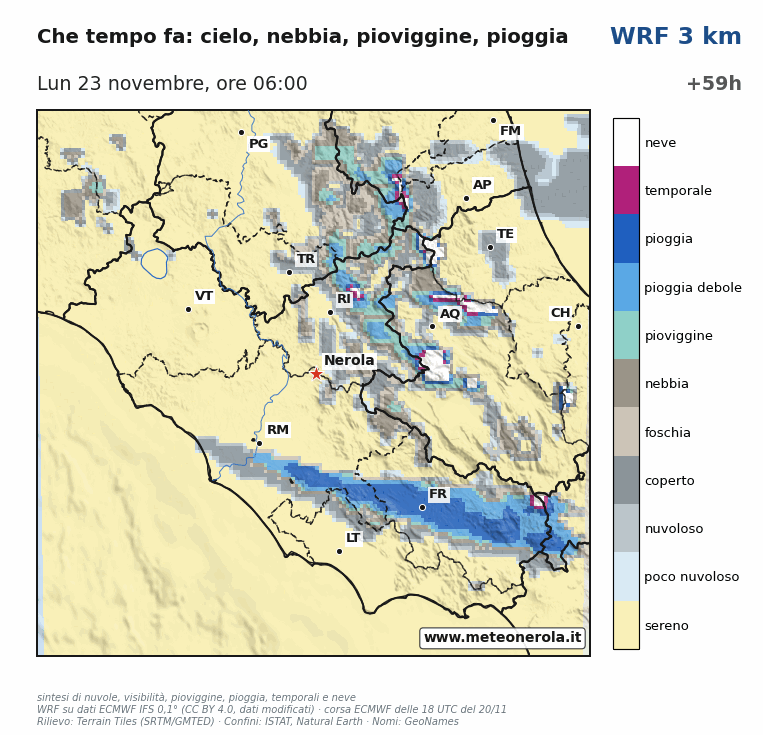 Che tempo fa: cielo, nebbia, pioviggine, pioggia
WRF 3 km
Lun 23 novembre, ore 06:00
+59h
FM
PG
AP
TE
TR
VT
RI
AQ
CH
Nerola
RM
FR
LT
www.meteonerola.it
neve
temporale
pioggia
pioggia debole
pioviggine
nebbia
foschia
coperto
nuvoloso
poco nuvoloso
sereno
sintesi di nuvole, visibilità, pioviggine, pioggia, temporali e neve
WRF su dati ECMWF IFS 0,1° (CC BY 4.0, dati modificati) · corsa ECMWF delle 18 UTC del 20/11
Rilievo: Terrain Tiles (SRTM/GMTED) · Confini: ISTAT, Natural Earth · Nomi: GeoNames